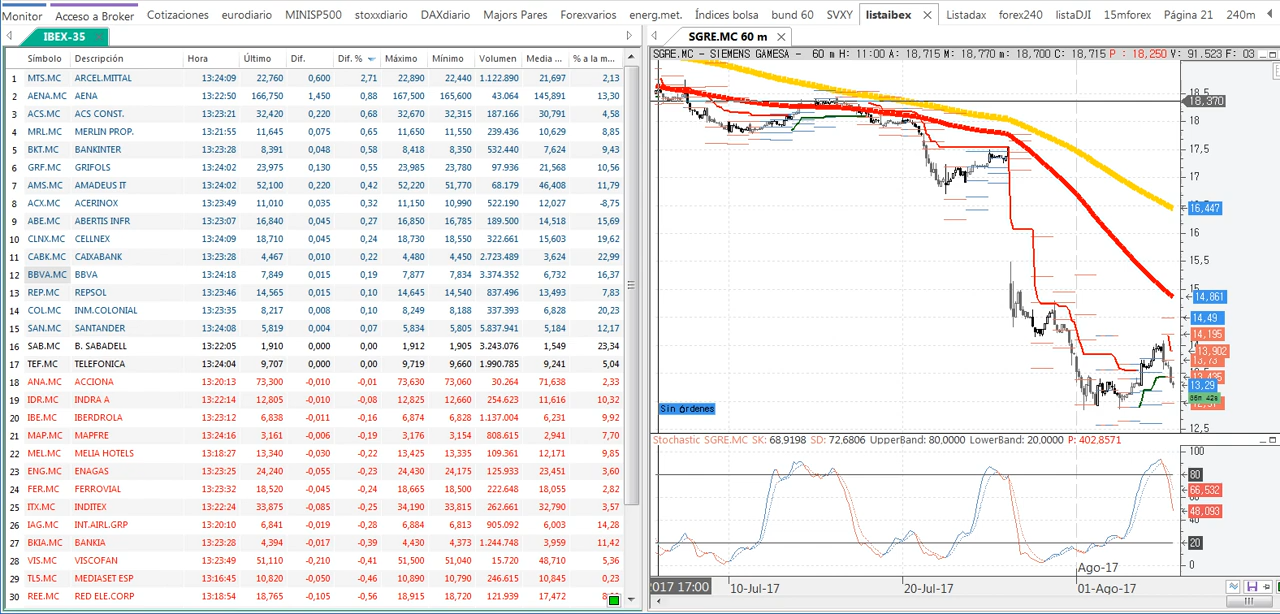 Monitor Acceso a Broker Cotizaciones eurodiario MINISP500 stoxxdiario DAXdiario Majors Pares Forexvarios energ.met. Índices bolsa bund 60 SVXY listaibex Listadax forex240 listaDJI 15mforex Página 21 240m
IBEX-35
Símbolo Descripción Hora Último Dif. Dif. % Máximo Mínimo Volumen Media ... % a la m...
1 MTS.MC ARCEL.MITTAL 13:24:09 22,760 0,600 2,71 22,890 22,440 1.122.890 21,697 2,13
2 AENA.MC AENA 13:22:50 166,750 1,450 0,88 167,500 165,600 43.064 145,891 13,30
3 ACS.MC ACS.CONST. 13:23:21 32,420 0,220 0,68 32,670 32,315 187.166 30,791 4,58
4 MRL.MC MERLIN PROP. 13:21:55 11,645 0,075 0,65 11,650 11,550 239.436 10,629 8,85
5 BKT.MC BANKINTER 13:23:28 8,391 0,048 0,58 8,418 8,350 532.440 7,624 9,43
6 GRF.MC GRIFOLS 13:24:02 23,975 0,130 0,55 23,985 23,780 97.936 21,568 10,56
7 AMS.MC AMADEUS IT 13:24:02 52,100 0,220 0,42 52,220 51,770 68.179 46,408 11,79
8 ACX.MC ACERINOX 13:23:49 11,010 0,035 0,32 11,150 10,990 522.190 12,027 -8,75
9 ABE.MC ABERTIS INFR 13:23:07 16,840 0,045 0,27 16,850 16,785 189.500 14,518 15,69
10 CLNX.MC CELLNEX 13:24:09 18,710 0,045 0,24 18,730 18,550 322.661 15,603 19,62
11 CABK.MC CAIXABANK 13:23:28 4,467 0,010 0,22 4,480 4,450 2.723.489 3,624 22,99
12 BBVA.MC BBVA 13:24:18 7,849 0,015 0,19 7,877 7,834 3.374.352 6,732 16,37
13 REP.MC REPSOL 13:23:46 14,565 0,015 0,10 14,645 14,540 837.496 13,493 7,83
14 COL.MC INM.COLONIAL 13:23:35 8,217 0,008 0,10 8,249 8,188 337.393 6,828 20,23
15 SAN.MC SANTANDER 13:24:08 5,819 0,004 0,07 5,834 5,805 5.837.941 5,184 12,17
16 SAB.MC B. SABADELL 13:22:05 1,910 0,000 0,00 1,912 1,905 3.243.076 1,549 23,34
17 TEF.MC TELEFONICA 13:24:04 9,707 0,000 0,00 9,719 9,666 1.990.785 9,241 5,04
18 ANA.MC ACCIONA 13:20:13 73,300 -0,010 -0,01 73,630 73,060 30.264 71,638 2,33
19 IDR.MC INDRA A 13:22:14 12,805 -0,010 -0,08 12,910 12,760 254.623 11,616 10,32
20 IBE.MC IBERDROLA 13:23:12 6,838 -0,011 -0,16 6,874 6,828 1.137.004 6,231 9,92
21 MAP.MC MAPFRE 13:24:16 3,161 -0,006 -0,19 3,176 3,154 808.615 2,941 7,70
22 MEL.MC MELIA HOTELS 13:18:27 13,340 -0,030 -0,22 13,425 13,335 109.361 12,171 9,85
23 ENG.MC ENAGAS 13:23:25 24,240 -0,055 -0,23 24,430 24,175 125.933 23,451 3,60
24 FER.MC FERROVIAL 13:23:32 18,520 -0,045 -0,24 18,665 18,500 222.648 18,055 2,82
25 ITX.MC INDITEX 13:22:24 33,875 -0,085 -0,25 34,190 33,815 262.661 32,790 3,57
26 IAG.MC INT.AIRL.GRP 13:20:10 6,841 -0,019 -0,28 6,884 6,813 905.092 6,003 14,28
27 BKIA.MC BANKIA 13:23:28 4,394 -0,017 -0,39 4,430 4,373 1.244.748 3,959 11,42
28 VIS.MC VISCOFAN 13:23:49 51,110 -0,210 -0,41 51,500 51,040 15.720 48,710 5,36
29 TL5.MC MEDIASET ESP 13:16:45 10,820 -0,050 -0,46 10,890 10,790 246.615 10,845 0,23
30 REE.MC RED ELE.CORP 13:18:54 18,765 -0,105 -0,56 18,915 18,720 121.939 17,472
SGRE.MC 60 m
SGRE.MC - SIEMENS GAMESA - 60 m H: 11:00 A: 18,715 M: 18,770 m: 18,700 C: 18,715 P : 18,250 V: 91.523 F: 03
18,5
18,370
18
17,5
17
16,447
16
15,5
15
14,861
14,49
14,195
13,902
13,73
13,435
13,29
05m 42s
12,5
Sin órdenes
Stochastic SGRE.MC SK: 68,9198 SD: 72,6806 UpperBand: 80,0000 LowerBand: 20,0000 P: 402.8571
100
80
66,532
48,093
40
20
0
Ago-17
2017 17:00 10-Jul-17 20-Jul-17 01-Ago-17